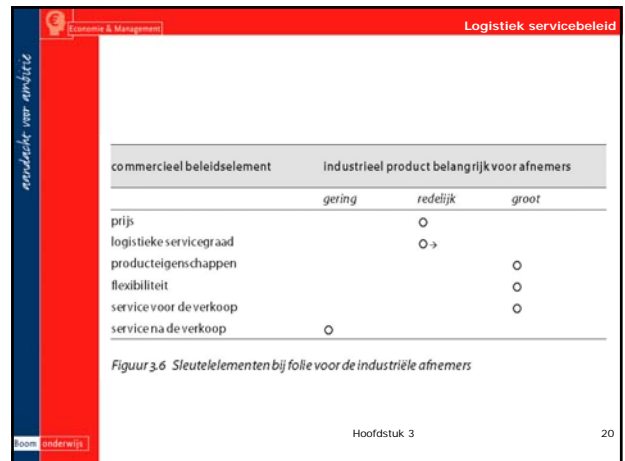 Economie & Management
Logistiek servicebeleid
aandacht voor ambitie
commercieel beleidselement industrieel product belangrijk voor afnemers
gering redelijk groot
prijs O
logistieke servicegraad O→
producteigenschappen O
flexibiliteit O
service voor de verkoop O
service na de verkoop O
Figuur 3.6 Sleutelelementen bij folie voor de industriële afnemers
Boom onderwijs
Hoofdstuk 3 20